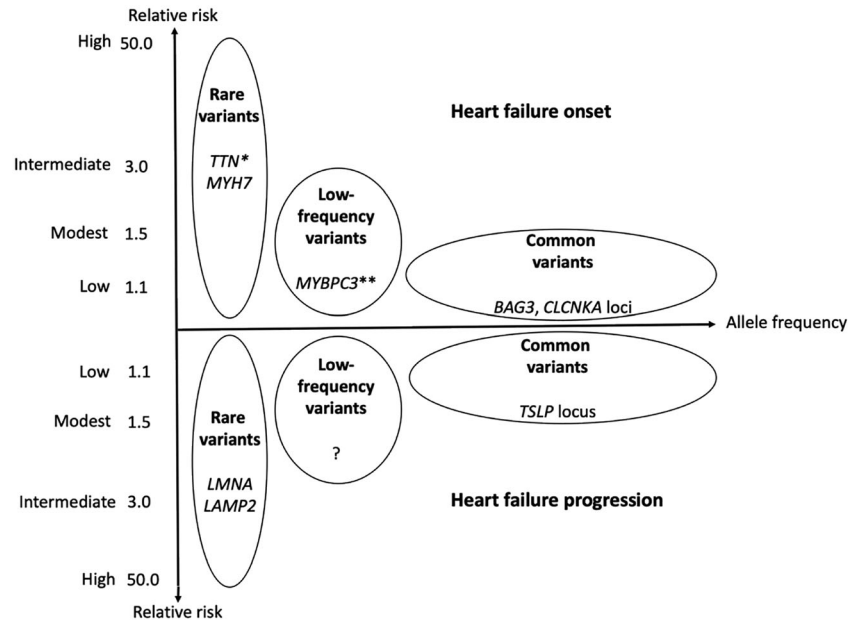 Relative risk
High 50.0
Rare
variants
Heart failure onset
TTN*
MYH7
Intermediate 3.0
Low-
frequency
variants
MYBPC3**
Modest 1.5
Common
variants
Low 1.1
BAG3, CLCNKA loci
Allele frequency
Low 1.1
Common
variants
TSLP locus
Low-
frequency
variants
?
Modest 1.5
Rare
variants
LMNA
LAMP2
Intermediate 3.0
Heart failure progression
High 50.0
Relative risk